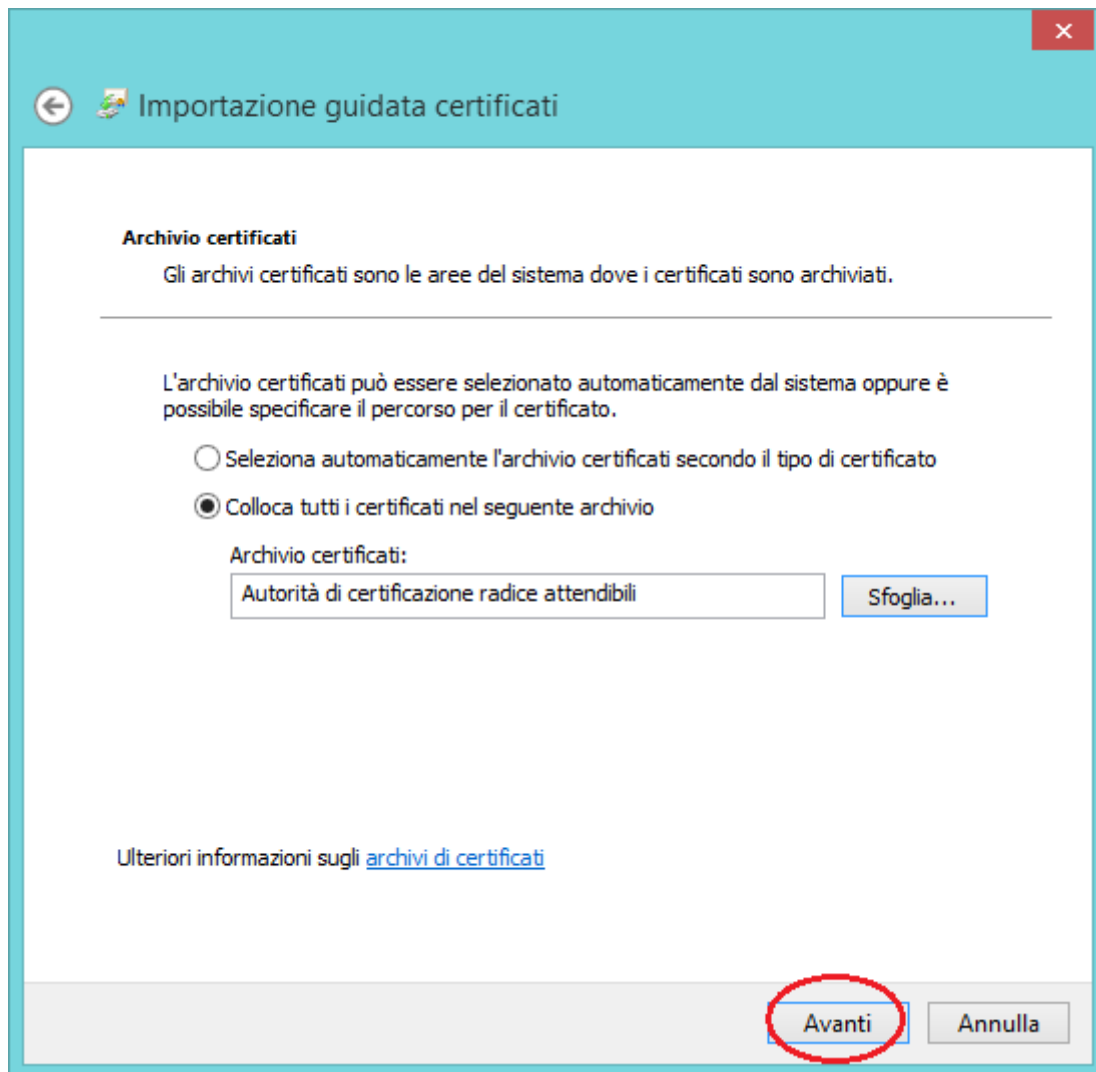 Importazione guidata certificati
Archivio certificati
Gli archivi certificati sono le aree del sistema dove i certificati sono archiviati.
L'archivio certificati può essere selezionato automaticamente dal sistema oppure è
possibile specificare il percorso per il certificato.
Seleziona automaticamente l'archivio certificati secondo il tipo di certificato
Colloca tutti i certificati nel seguente archivio
Archivio certificati:
Autorità di certificazione radice attendibili
Sfoglia...
Ulteriori informazioni sugli archivi di certificati
Avanti
Annulla